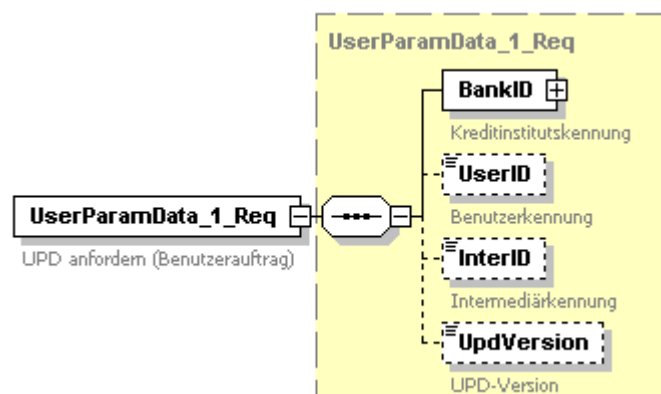 UserParamData_1_Req
BankID
Kreditinstitutskennung
UserID
Benutzerkennung
UserParamData_1_Req
UPD anfordern (Benutzerauftrag)
InterID
Intermediärkennung
UpdVersion
UPD-Version